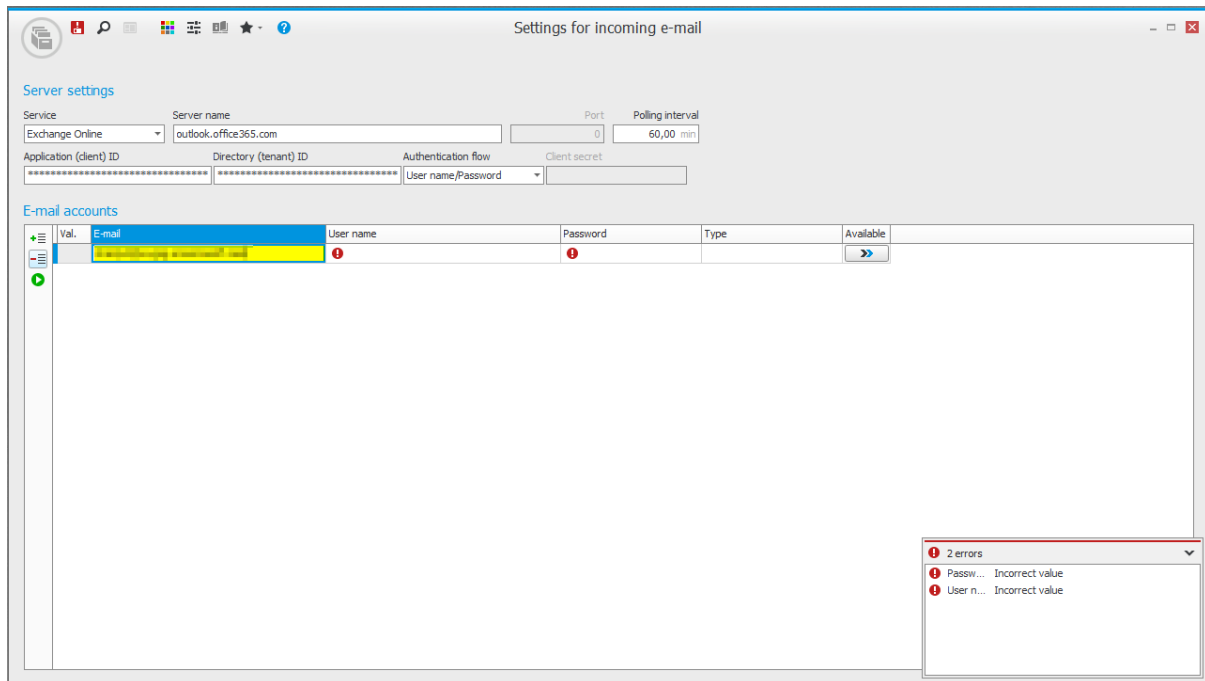 Settings for incoming e-mail
Server settings
Service Server name Port Polling interval
Exchange Online outlook.office365.com 0 60,00 min
Application (client) ID Directory (tenant) ID Authentication flow Client secret
******************************** ******************************** User name/Password
E-mail accounts
Val. E-mail User name Password Type Available
2 errors
Passw... Incorrect value
User n... Incorrect value